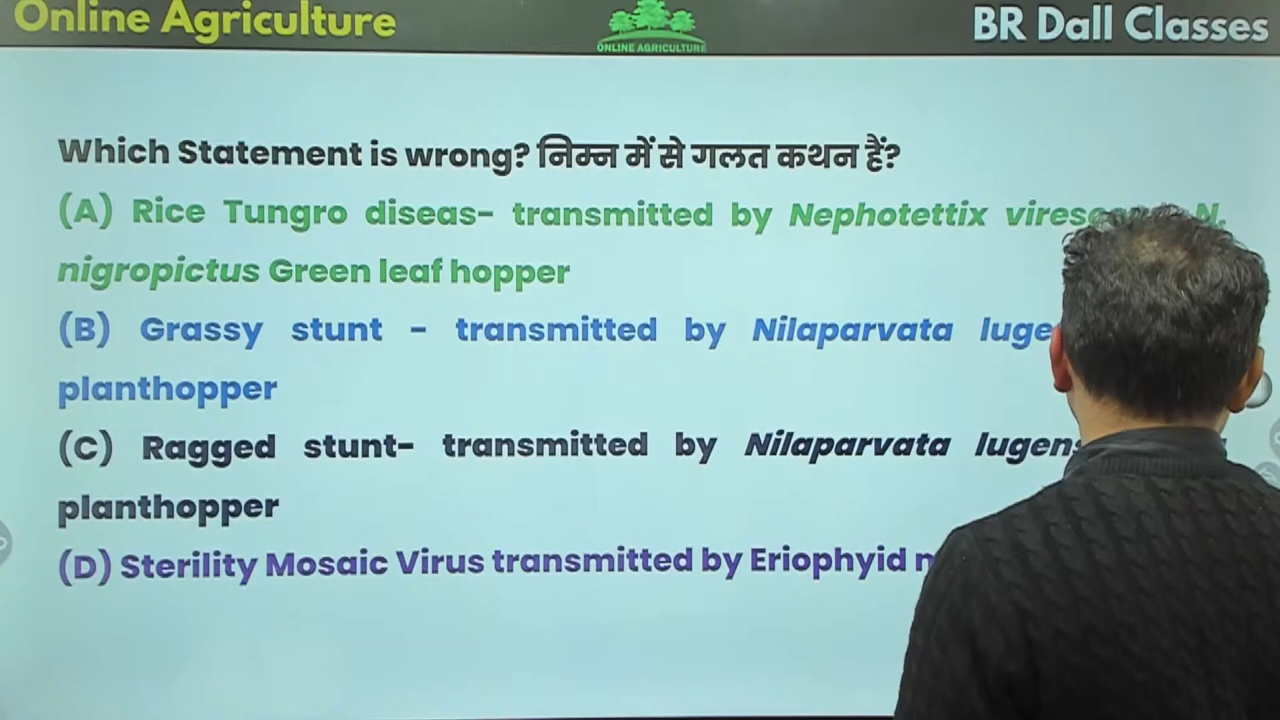 Online Agriculture
ONLINE AGRICULTURE
BR Dall Classes
Which Statement is wrong? निम्न में से गलत कथन हैं?
(A) Rice Tungro diseas- transmitted by Nephotettix N.
nigropictus Green leaf hopper
(B) Grassy stunt - transmitted by Nilaparvata
planthopper
(C) Ragged stunt- transmitted by Nilaparvata lugens
planthopper
(D) Sterility Mosaic Virus transmitted by Eriophyid